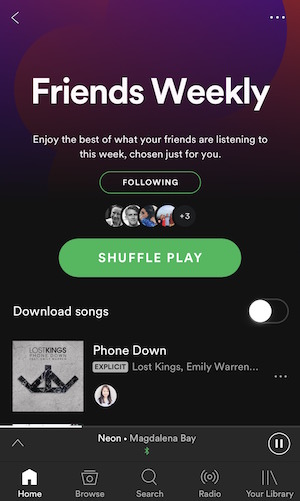 Friends Weekly
Enjoy the best of what your friends are listening to
this week, chosen just for you.
FOLLOWING
+3
SHUFFLE PLAY
Download songs
LOSTKINGS
PHONE DOWN
Phone Down
EXPLICIT Lost Kings, Emily Warren...
Neon • Magdalena Bay
Home Browse Search Radio Your Library